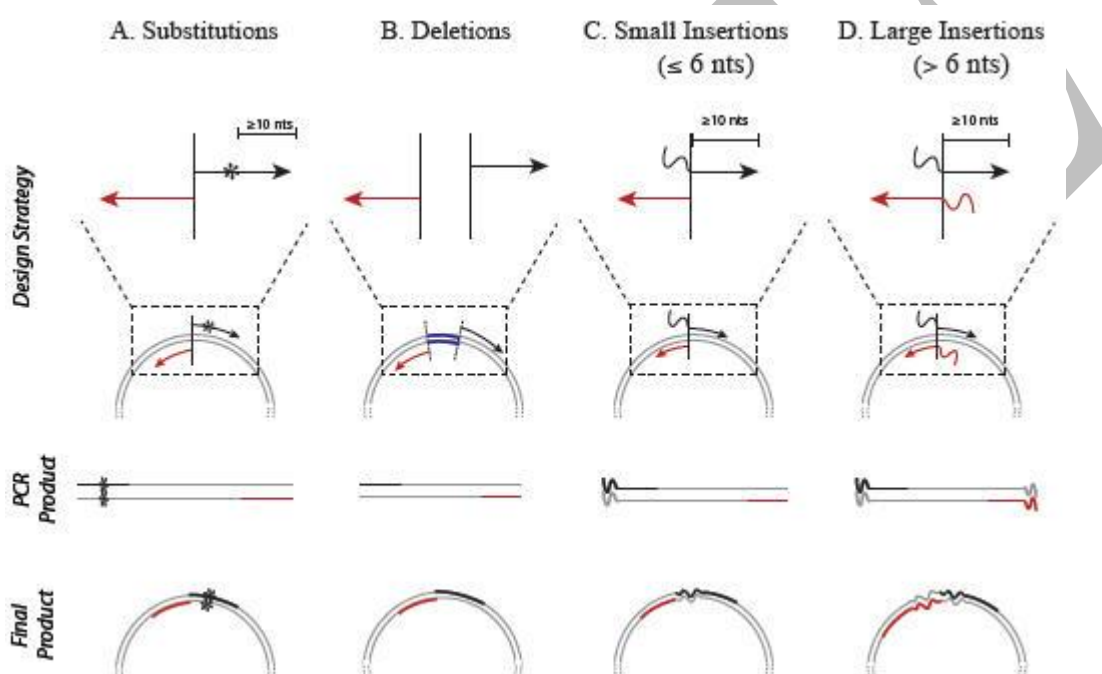 A. Substitutions
B. Deletions
C. Small Insertions
(≤ 6 nts)
D. Large Insertions
(> 6 nts)
Design Strategy
≥10 nts
≥10 nts
≥10 nts
PCR
Product
Final
Product